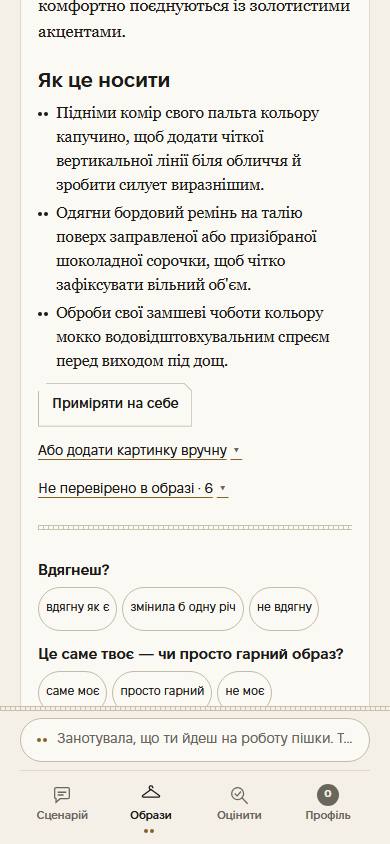 комфортно поєднуються із золотистими
акцентами.
Як це носити
Підніми комір свого пальта кольору
капучино, щоб додати чіткої
вертикальної лінії біля обличчя й
зробити силует виразнішим.
Одягни бордовий ремінь на талію
поверх заправленої або призібраної
шоколадної сорочки, щоб чітко
зафіксувати вільний об'єм.
Оброби свої замшеві чоботи кольору
мокко водовідштовхувальним спреєм
перед виходом під дощ.
Приміряти на себе
Або додати картинку вручну
Не перевірено в образі · 6
Вдягнеш?
вдягну як є змінила б одну річ не вдягну
Це саме твоє — чи просто гарний образ?
саме моє просто гарний не моє
Занотувала, що ти йдеш на роботу пішки. Т...
Сценарій Образи Оцінити О Профіль